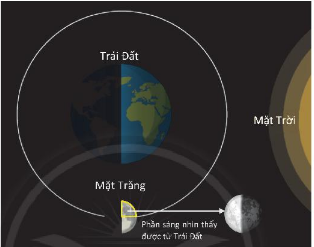 Trái Đất
Mặt Trời
Mặt Trăng
Phần sáng nhìn thấy
được từ Trái Đất